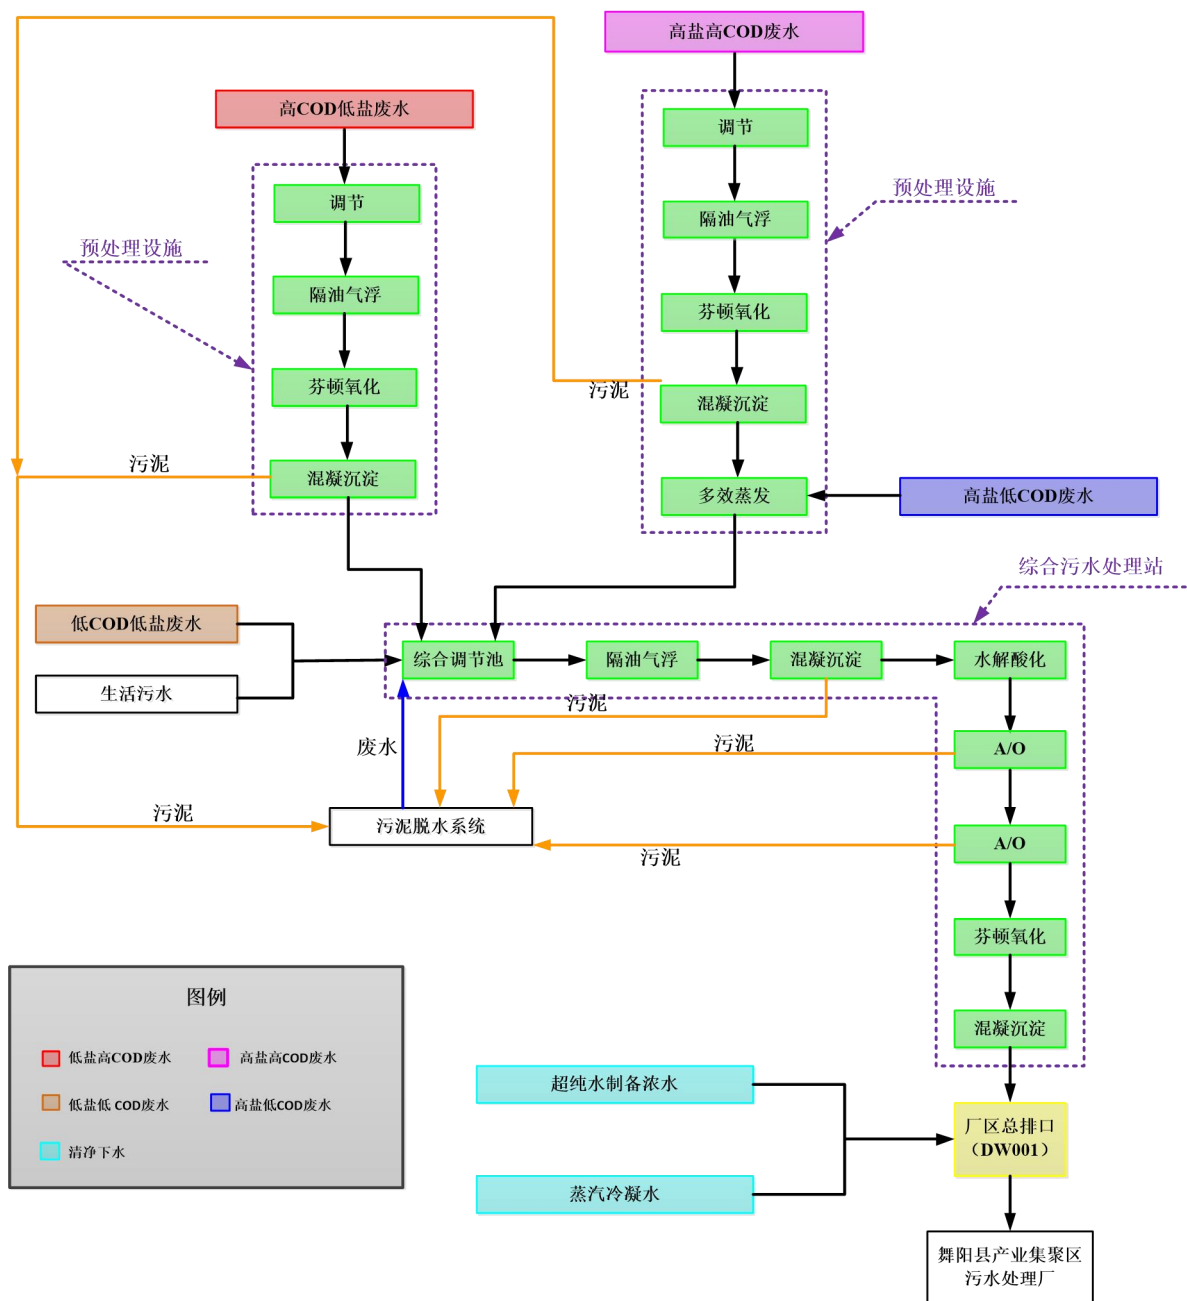 高盐高COD废水
高COD低盐废水
调节
预处理设施
调节
隔油气浮
预处理设施
隔油气浮
芬顿氧化
芬顿氧化
污泥
混凝沉淀
污泥
混凝沉淀
多效蒸发
高盐低COD废水
综合污水处理站
低COD低盐废水
综合调节池
隔油气浮
混凝沉淀
水解酸化
生活污水
污泥
废水
污泥
A/O
污泥
污泥脱水系统
污泥
A/O
芬顿氧化
图例
混凝沉淀
低盐高COD废水
高盐高COD废水
低盐低 COD废水
高盐低COD废水
清净下水
超纯水制备浓水
厂区总排口
（DW001）
蒸汽冷凝水
舞阳县产业集聚区
污水处理厂